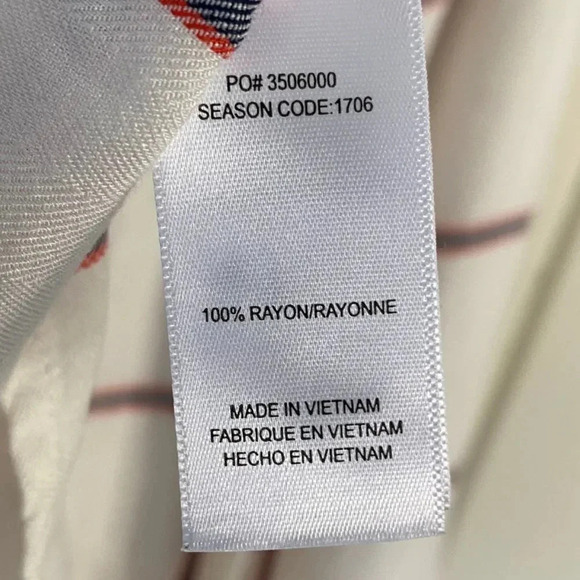 PO# 3506000
SEASON CODE:1706
100% RAYON/RAYONNE
MADE IN VIETNAM
FABRIQUE EN VIETNAM
HECHO EN VIETNAM